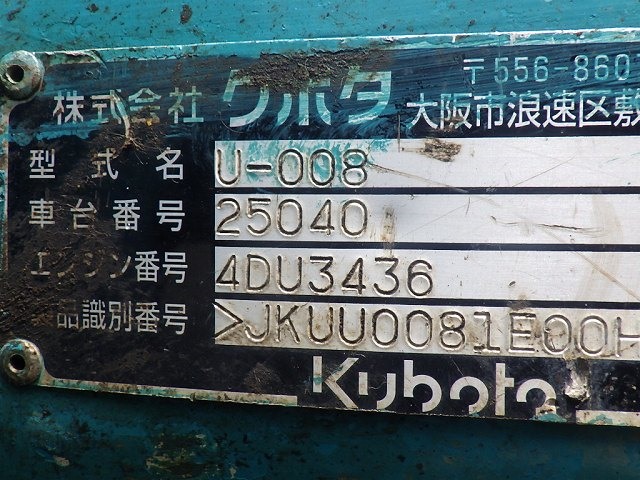 株式会社 クボタ 〒556-860
大阪市浪速区敷
型式名 U-008
車台番号 25040
エンジン番号 4DU3436
品識別番号 >JKUU0081E00H
Kubota